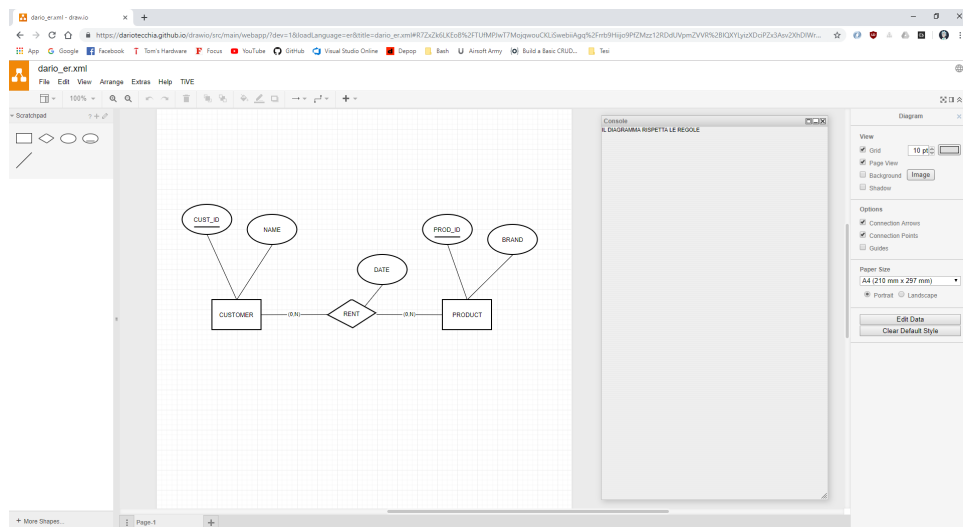 dario_er.xml - draw.io
https://dariotecchia.github.io/drawio/src/main/webapp/?dev=1&loadLanguage=er&title=dario_er.xml
App Google Facebook Tom's Hardware Focus YouTube GitHub Visual Studio Online Depop Bash Airsoft Army Build a Basic CRUD... Tesi
dario_er.xml
File Edit View Arrange Extras Help TiVE
100%
Scratchpad
Console
IL DIAGRAMMA RISPETTA LE REGOLE
Diagram
View
Grid 10 pt
Page View
Background Image
Shadow
Options
Connection Arrows
Connection Points
Guides
Paper Size
A4 (210 mm x 297 mm)
Portrait Landscape
Edit Data
Clear Default Style
CUST_ID
NAME
PROD_ID
BRAND
DATE
CUSTOMER (0,N) RENT (0,N) PRODUCT
+ More Shapes...
Page-1